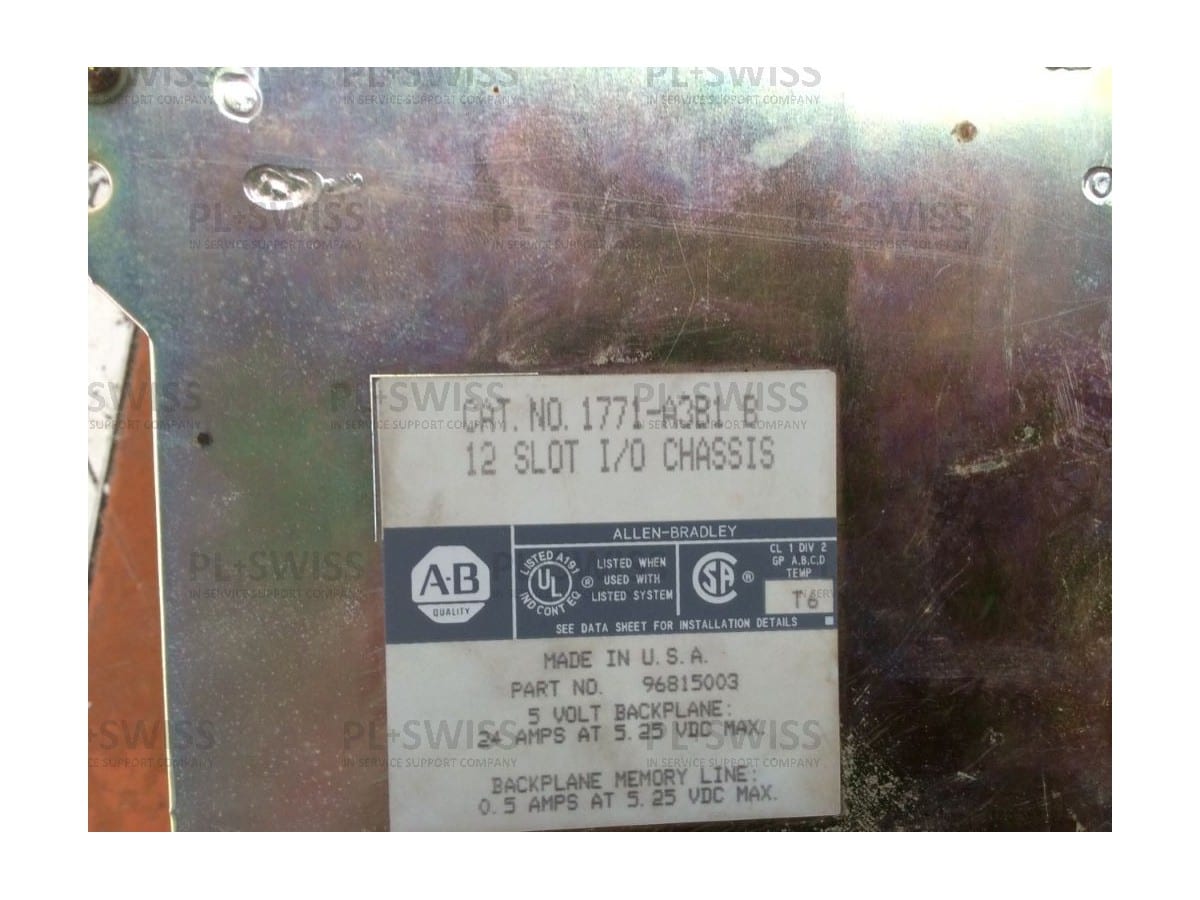 PL+SWISS
IN SERVICE SUPPORT COMPANY
CAT. NO. 1771-A3B1 B
12 SLOT I/O CHASSIS
ALLEN-BRADLEY
A-B
QUALITY
LISTED A191
UL
IND CONT EQ
®
LISTED WHEN
USED WITH
LISTED SYSTEM
SA
®
CL 1 DIV 2
GP A,B,C,D
TEMP
T6
SEE DATA SHEET FOR INSTALLATION DETAILS
MADE IN U.S.A.
PART NO. 96815003
5 VOLT BACKPLANE:
24 AMPS AT 5.25 VDC MAX.
BACKPLANE MEMORY LINE:
0.5 AMPS AT 5.25 VDC MAX.